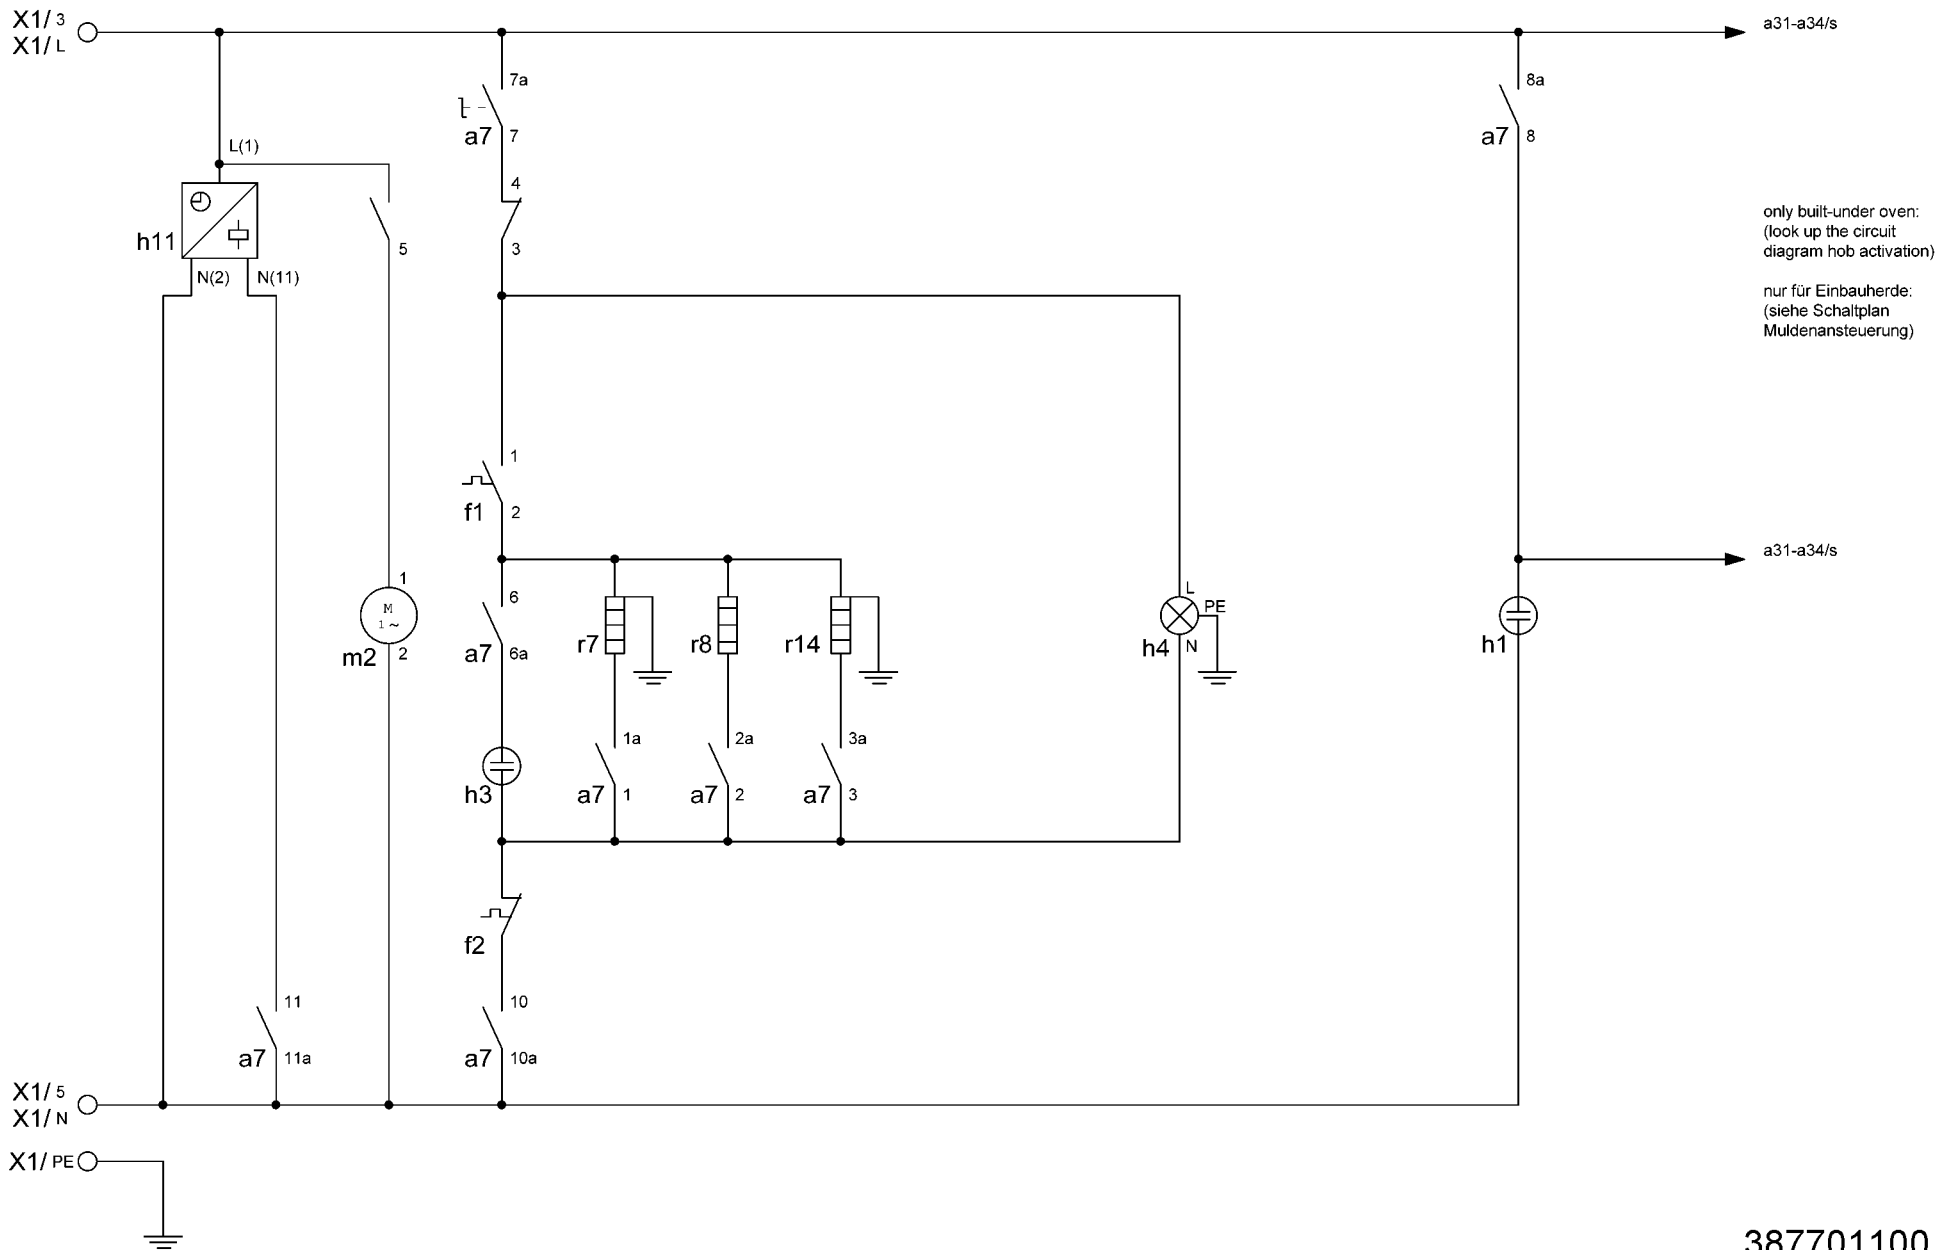 X1/ 3
X1/ L
a31-a34/s
7a
a7 7
8a
a7 8
L(1)
4
3
h11
5
N(2) N(11)
only built-under oven:
(look up the circuit
diagram hob activation)
nur für Einbauherde:
(siehe Schaltplan
Muldenansteuerung)
1
f1 2
a31-a34/s
1
M
1 ~
m2 2
6
a7 6a
r7
r8
r14
L
PE
h4 N
h1
h3
1a
a7 1
2a
a7 2
3a
a7 3
f2
11
a7 11a
10
a7 10a
X1/ 5
X1/ N
X1/ PE
387701100